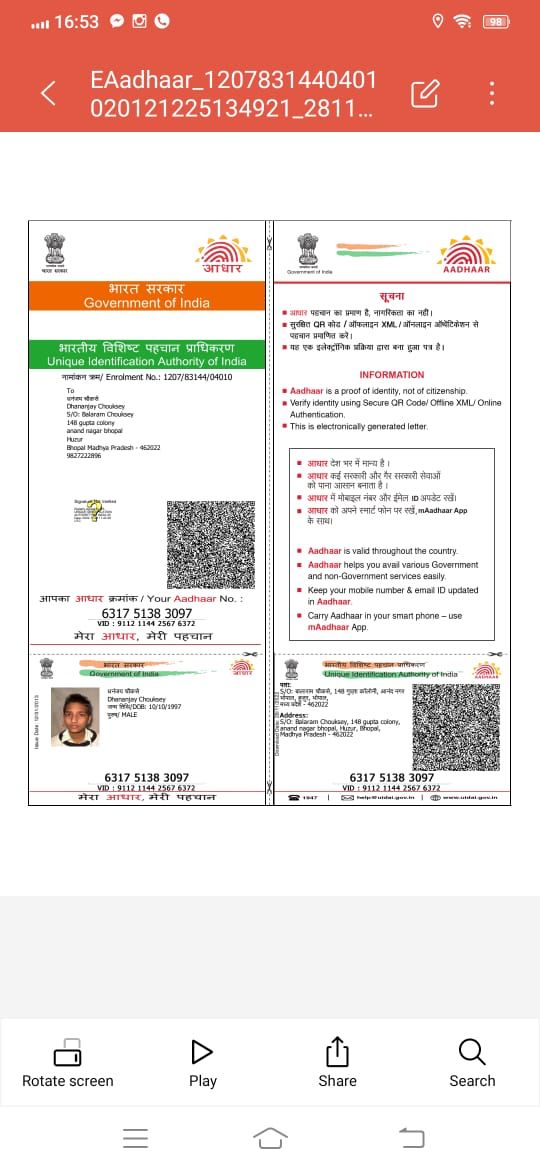 16:53
98
EAadhaar_1207831440401
020121225134921_2811...
भारत सरकार
आधार
भारत सरकार
Government of India
भारतीय विशिष्ट पहचान प्राधिकरण
Unique Identification Authority of India
नामांकन क्रम/ Enrolment No.: 1207/83144/04010
To
धनंजय चौकसे
Dhananjay Chouksey
S/O: Balaram Chouksey
148 gupta colony
anand nagar bhopal
Huzur
Bhopal Madhya Pradesh - 462022
9827222896
आपका आधार क्रमांक / Your Aadhaar No. :
6317 5138 3097
VID : 9112 1144 2567 6372
मेरा आधार, मेरी पहचान
Government of India
AADHAAR
सूचना
आधार पहचान का प्रमाण है, नागरिकता का नहीं।
सुरक्षित QR कोड / ऑफलाइन XML / ऑनलाइन ऑथेंटिकेशन से
पहचान प्रमाणित करें।
यह एक इलेक्ट्रॉनिक प्रक्रिया द्वारा बना हुआ पत्र है।
INFORMATION
Aadhaar is a proof of identity, not of citizenship.
Verify identity using Secure QR Code/ Offline XML/ Online
Authentication.
This is electronically generated letter.
आधार देश भर में मान्य है।
आधार कई सरकारी और गैर सरकारी सेवाओं
को पाना आसान बनाता है।
आधार में मोबाइल नंबर और ईमेल ID अपडेट रखें।
आधार को अपने स्मार्ट फोन पर रखें, mAadhaar App
के साथ।
Aadhaar is valid throughout the country.
Aadhaar helps you avail various Government
and non-Government services easily.
Keep your mobile number & email ID updated
in Aadhaar.
Carry Aadhaar in your smart phone – use
mAadhaar App.
भारत सरकार
Government of India
आधार
धनंजय चौकसे
Dhananjay Chouksey
जन्म तिथि/DOB: 10/10/1997
पुरुष/ MALE
6317 5138 3097
VID : 9112 1144 2567 6372
मेरा आधार, मेरी पहचान
भारतीय विशिष्ट पहचान प्राधिकरण
Unique Identification Authority of India
AADHAAR
पता:
S/O: बालाराम चौकसे, 148 गुप्ता कॉलोनी, आनंद नगर
भोपाल, हुजूर, भोपाल,
मध्य प्रदेश - 462022
Address:
S/O: Balaram Chouksey, 148 gupta colony,
anand nagar bhopal, Huzur, Bhopal,
Madhya Pradesh - 462022
6317 5138 3097
VID : 9112 1144 2567 6372
1947 | help@uidai.gov.in | www.uidai.gov.in
Rotate screen
Play
Share
Search